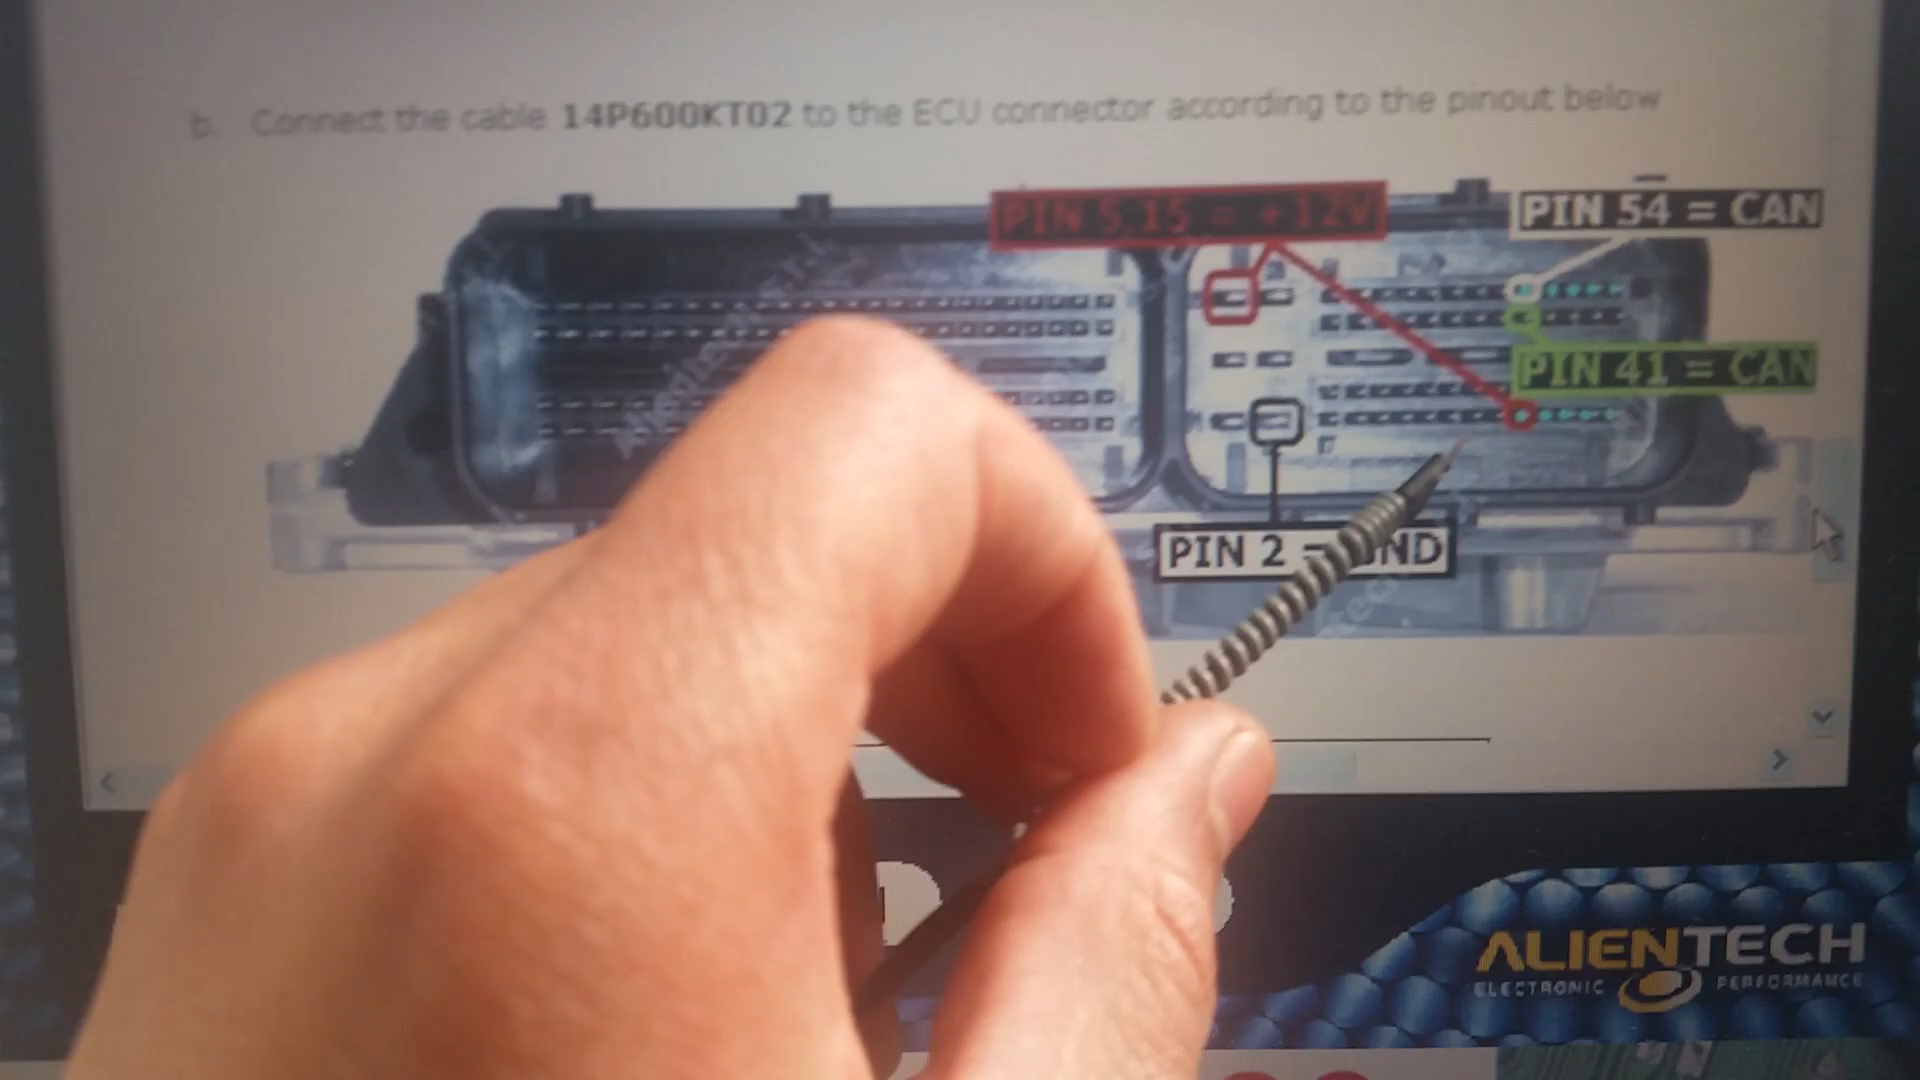 b. Connect the cable 14P600KT02 to the ECU connector according to the pinout below
PIN 5,15 = +12V
PIN 54 = CAN
PIN 41 = CAN
PIN 2 = GND
ALIENTECH
ELECTRONIC PERFORMANCE